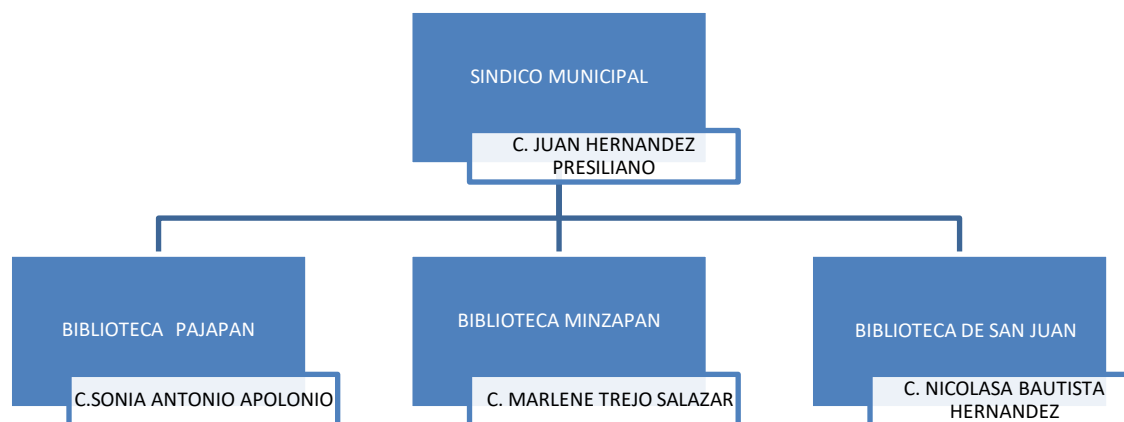 SINDICO MUNICIPAL
C. JUAN HERNANDEZ
PRESILIANO
BIBLIOTECA PAJAPAN
C.SONIA ANTONIO APOLONIO
BIBLIOTECA MINZAPAN
C. MARLENE TREJO SALAZAR
BIBLIOTECA DE SAN JUAN
C. NICOLASA BAUTISTA
HERNANDEZ